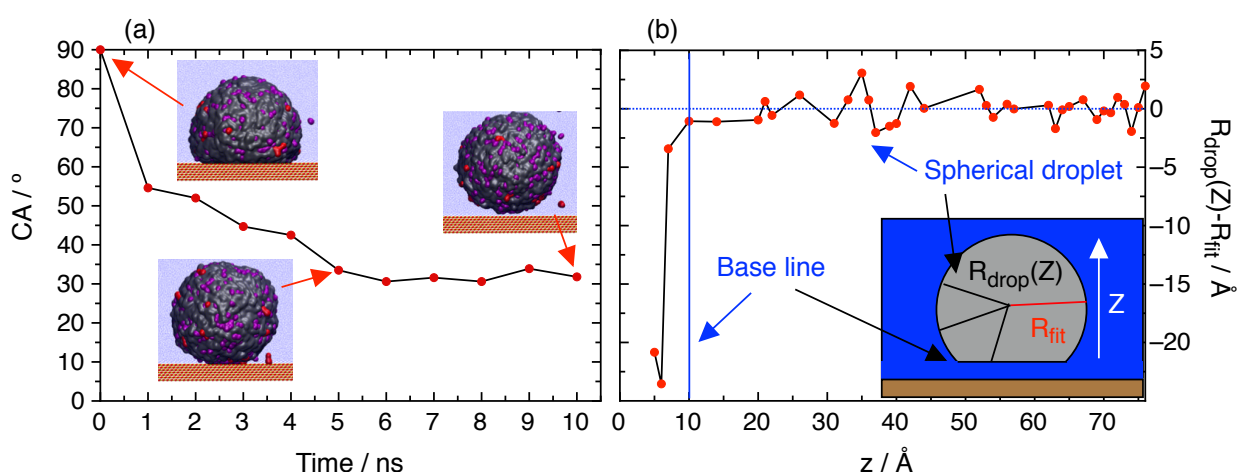 (a)
CA / º
90
80
70
60
50
40
30
20
10
0
0 1 2 3 4 5 6 7 8 9 10
Time / ns
(b)
Spherical droplet
Base line
R_drop(Z)
R_fit
Z
5
0
−5
−10
−15
−20
R_drop(Z)-R_fit / Å
0 10 20 30 40 50 60 70
z / Å